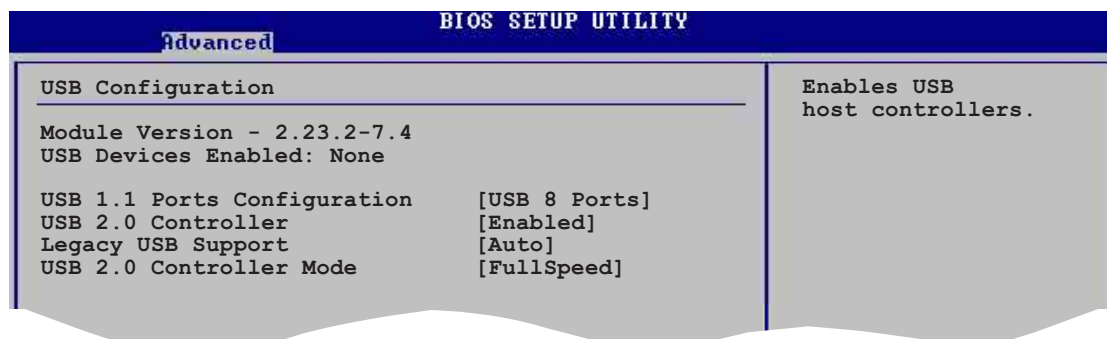 BIOS SETUP UTILITY
Advanced
USB Configuration
Module Version - 2.23.2-7.4
USB Devices Enabled: None
USB 1.1 Ports Configuration [USB 8 Ports]
USB 2.0 Controller [Enabled]
Legacy USB Support [Auto]
USB 2.0 Controller Mode [FullSpeed]
Enables USB
host controllers.